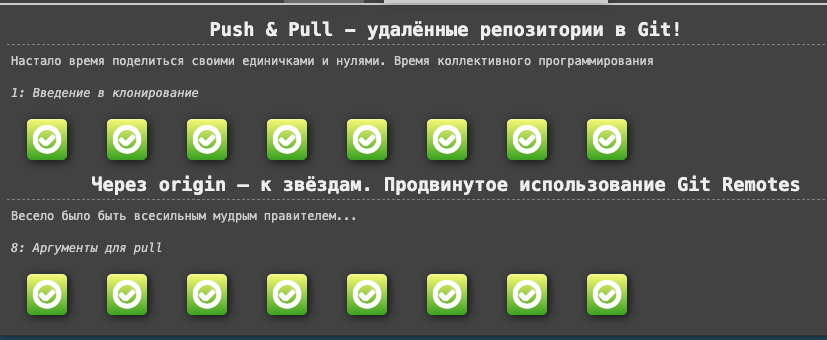 Push & Pull – удалённые репозитории в Git!
Настало время поделиться своими единичками и нулями. Время коллективного программирования
1: Введение в клонирование
Через origin – к звёздам. Продвинутое использование Git Remotes
Весело было быть всесильным мудрым правителем...
8: Аргументы для pull